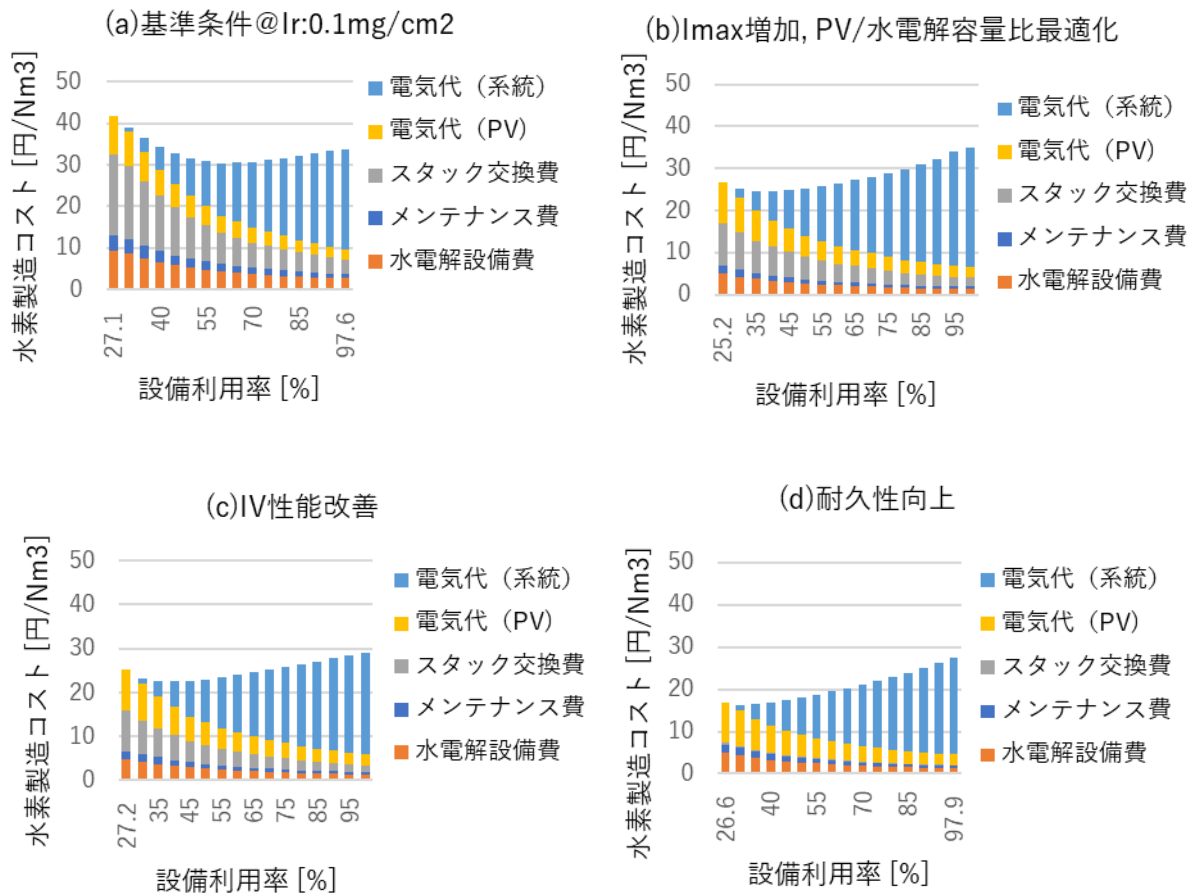 (a)基準条件@Ir:0.1mg/cm2
水素製造コスト [円/Nm3]
50
40
30
20
10
0
27.1
40
55
70
85
97.6
設備利用率 [%]
電気代（系統）
電気代（PV）
スタック交換費
メンテナンス費
水電解設備費
(b)Imax増加, PV/水電解容量比最適化
水素製造コスト [円/Nm3]
50
40
30
20
10
0
25.2
35
45
55
65
75
85
95
設備利用率 [%]
電気代（系統）
電気代（PV）
スタック交換費
メンテナンス費
水電解設備費
(c)IV性能改善
水素製造コスト [円/Nm3]
50
40
30
20
10
0
27.2
35
45
55
65
75
85
95
設備利用率 [%]
電気代（系統）
電気代（PV）
スタック交換費
メンテナンス費
水電解設備費
(d)耐久性向上
水素製造コスト [円/Nm3]
50
40
30
20
10
0
26.6
40
55
70
85
97.9
設備利用率 [%]
電気代（系統）
電気代（PV）
スタック交換費
メンテナンス費
水電解設備費